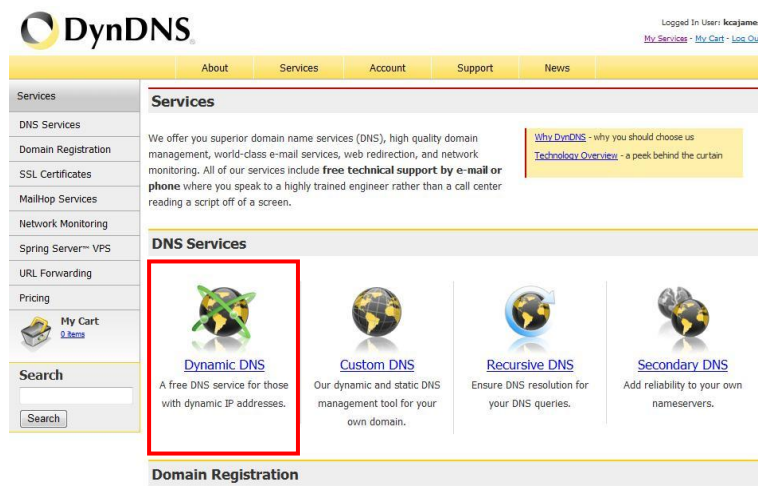 DynDNS
Logged In User: kcajame
My Services - My Cart - Log Ou
About Services Account Support News
Services
DNS Services
Domain Registration
SSL Certificates
MailHop Services
Network Monitoring
Spring Server™ VPS
URL Forwarding
Pricing
My Cart
0 items
Search
Search
Services
We offer you superior domain name services (DNS), high quality domain
management, world-class e-mail services, web redirection, and network
monitoring. All of our services include free technical support by e-mail or
phone where you speak to a highly trained engineer rather than a call center
reading a script off of a screen.
Why DynDNS - why you should choose us
Technology Overview - a peek behind the curtain
DNS Services
Dynamic DNS
A free DNS service for those
with dynamic IP addresses.
Custom DNS
Our dynamic and static DNS
management tool for your
own domain.
Recursive DNS
Ensure DNS resolution for
your DNS queries.
Secondary DNS
Add reliability to your own
nameservers.
Domain Registration